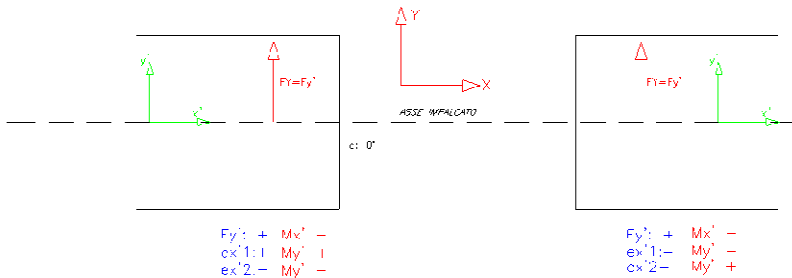 Y
y'
FY=Fy'
X
x'
ASSE IMPALCATO
c: 0°
y'
FY=Fy'
x'
Fy': + Mx' -
ex'1:+ My' +
ex'2:- My' -
Fy': + Mx' -
ex'1:- My' -
ex'2- My' +